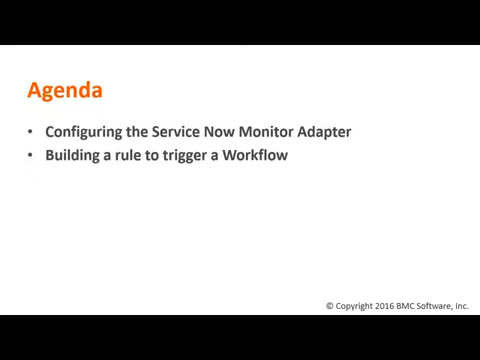 Agenda
• Configuring the Service Now Monitor Adapter
• Building a rule to trigger a Workflow
© Copyright 2016 BMC Software, Inc.